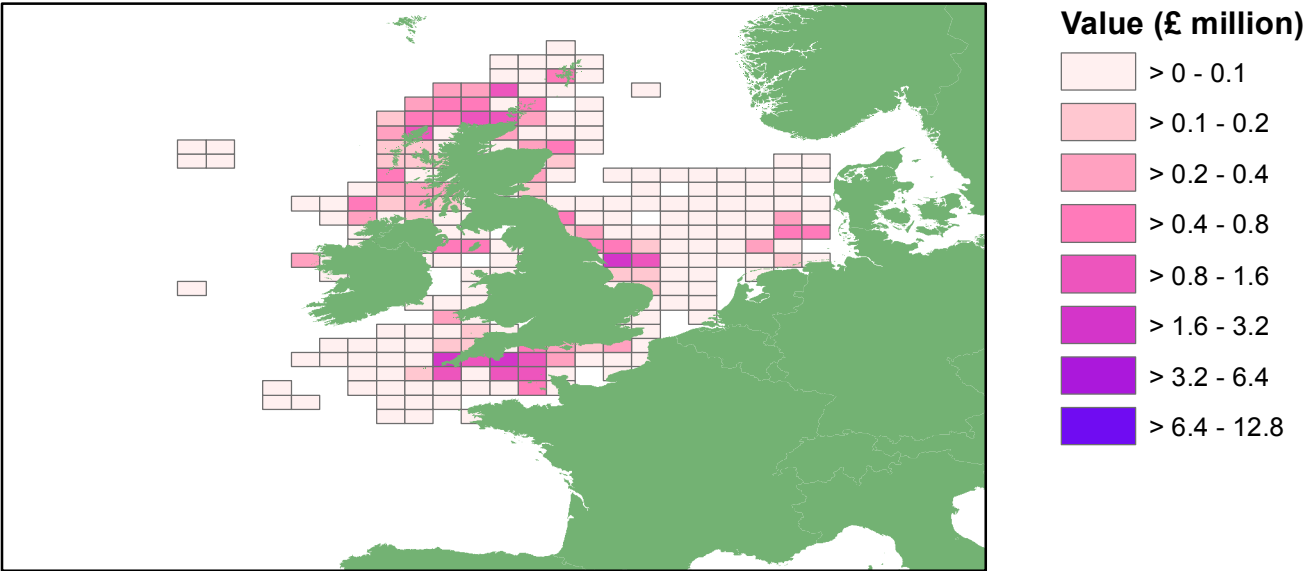 Value (£ million)
> 0 - 0.1
> 0.1 - 0.2
> 0.2 - 0.4
> 0.4 - 0.8
> 0.8 - 1.6
> 1.6 - 3.2
> 3.2 - 6.4
> 6.4 - 12.8